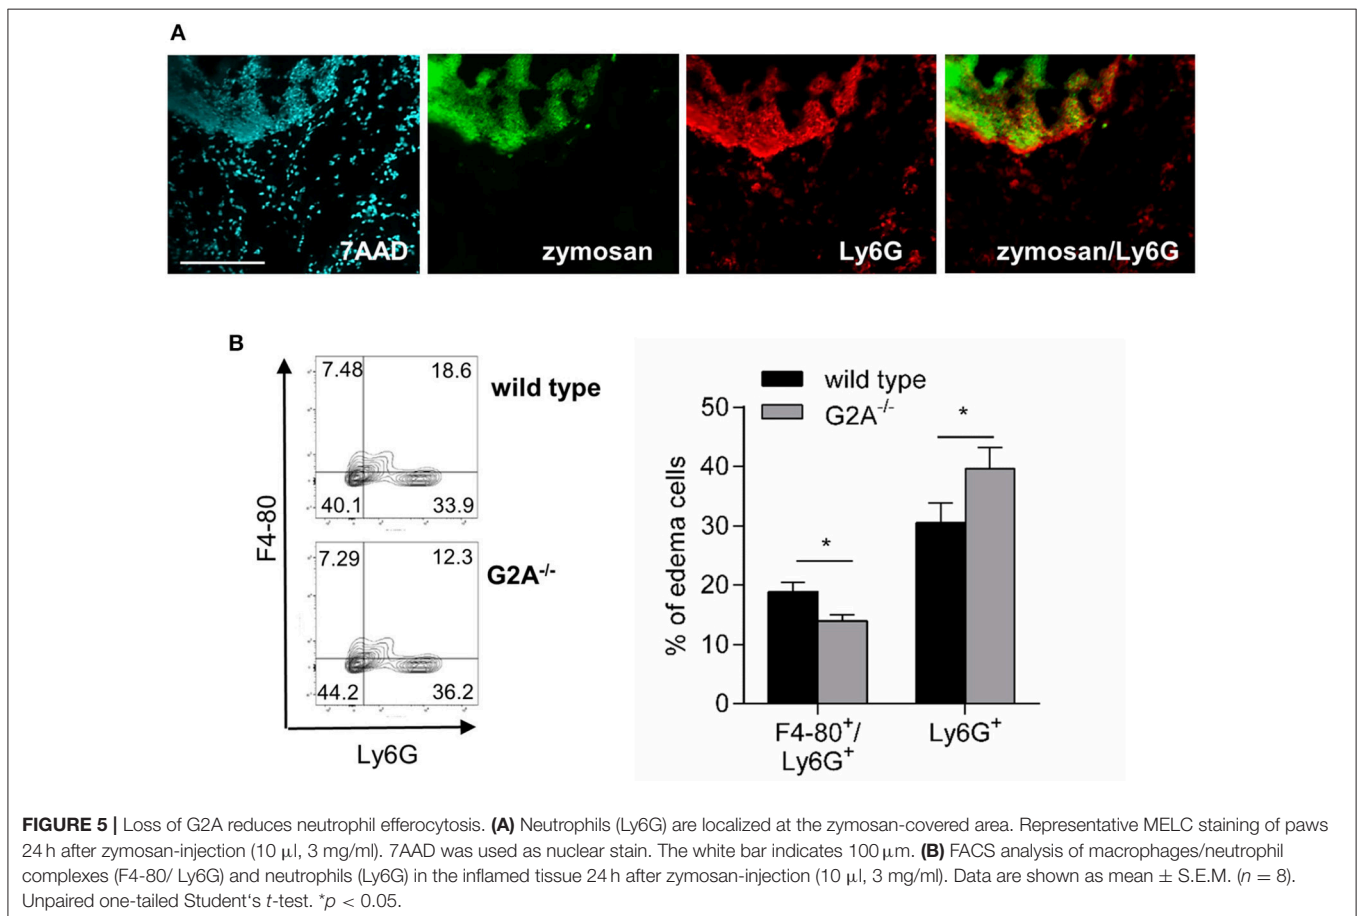 A
7AAD
zymosan
Ly6G
zymosan/Ly6G
B
F4-80
7.48 18.6
40.1 33.9
wild type
7.29 12.3
44.2 36.2
G2A-/-
Ly6G
wild type
G2A-/-
% of edema cells
50
40
30
20
10
0
*
*
F4-80+/
Ly6G+
Ly6G+
FIGURE 5 | Loss of G2A reduces neutrophil efferocytosis. (A) Neutrophils (Ly6G) are localized at the zymosan-covered area. Representative MELC staining of paws
24 h after zymosan-injection (10 μl, 3 mg/ml). 7AAD was used as nuclear stain. The white bar indicates 100 μm. (B) FACS analysis of macrophages/neutrophil
complexes (F4-80/ Ly6G) and neutrophils (Ly6G) in the inflamed tissue 24 h after zymosan-injection (10 μl, 3 mg/ml). Data are shown as mean ± S.E.M. (n = 8).
Unpaired one-tailed Student‘s t-test. *p < 0.05.